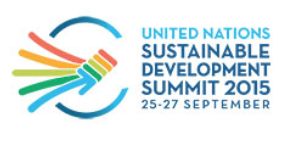 UNITED NATIONS
SUSTAINABLE
DEVELOPMENT
SUMMIT 2015
25-27 SEPTEMBER